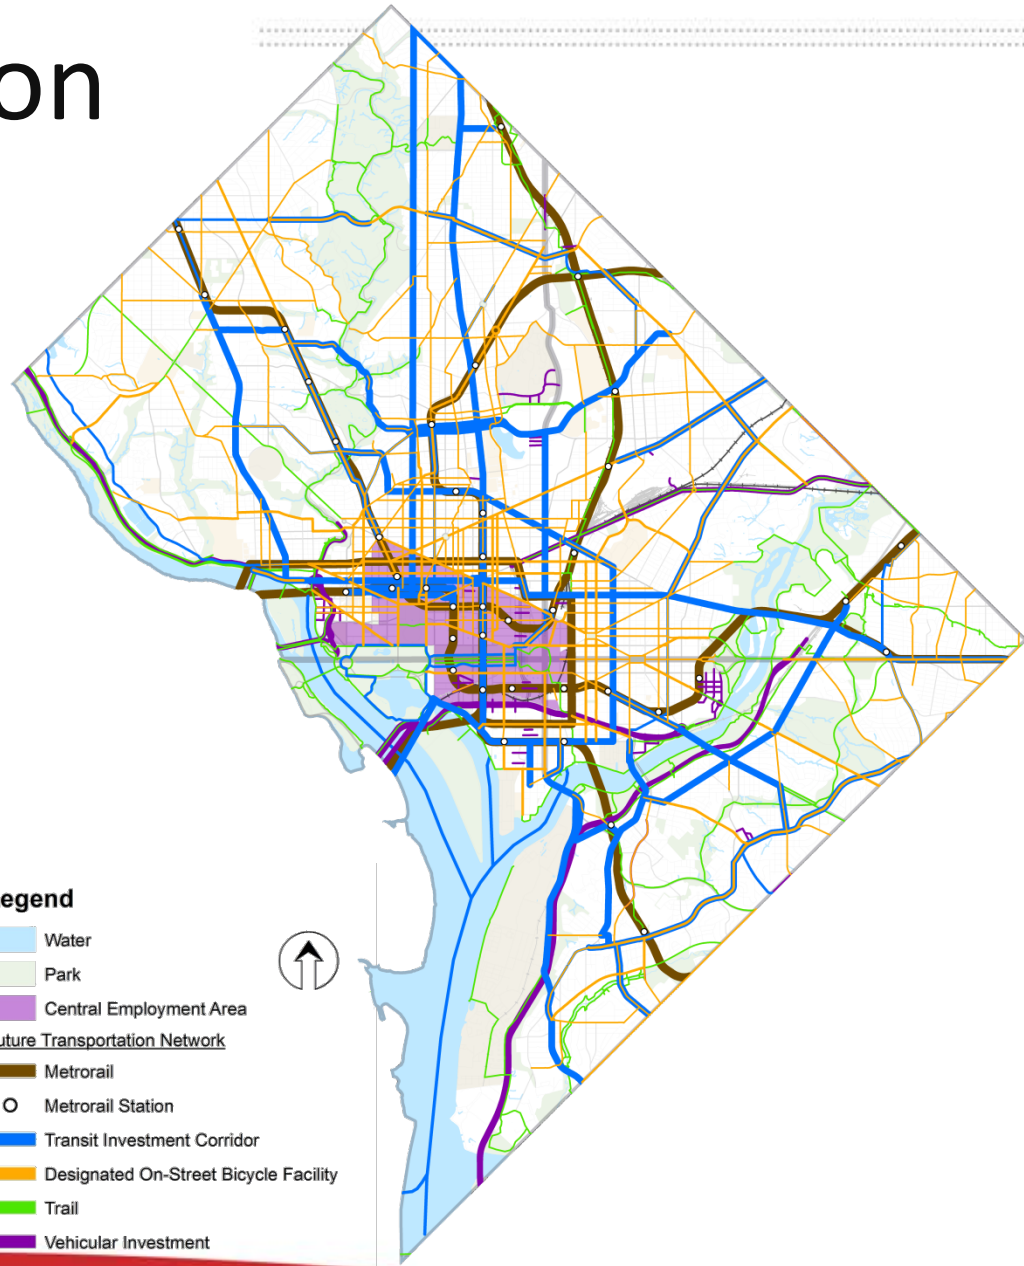 on
egend
Water
Park
Central Employment Area
uture Transportation Network
Metrorail
Metrorail Station
Transit Investment Corridor
Designated On-Street Bicycle Facility
Trail
Vehicular Investment